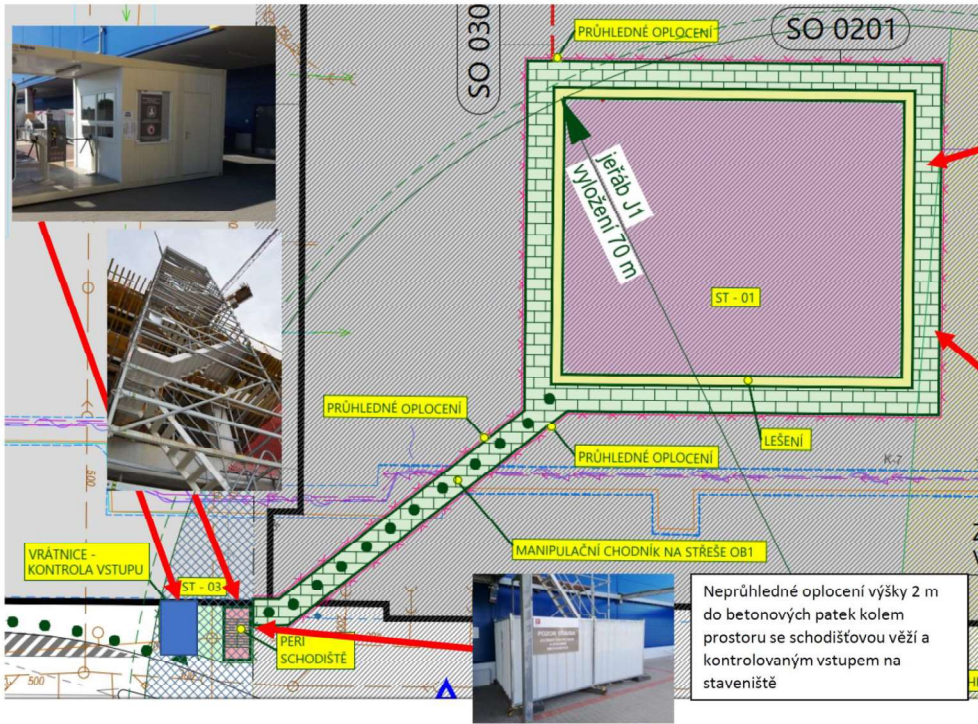 SO 030
PRŮHLEDNÉ OPLOCENÍ
SO 0201
jeřáb J1
vyložení 70 m
ST - 01
PRŮHLEDNÉ OPLOCENÍ
LEŠENÍ
PRŮHLEDNÉ OPLOCENÍ
K-7
500
MANIPULAČNÍ CHODNÍK NA STŘEŠE OB1
VRÁTNICE -
KONTROLA VSTUPU
ST - 03
PERI
SCHODIŠTĚ
500
POZOR STAVBA
Neprůhledné oplocení výšky 2 m
do betonových patek kolem
prostoru se schodišťovou věží a
kontrolovaným vstupem na
staveniště